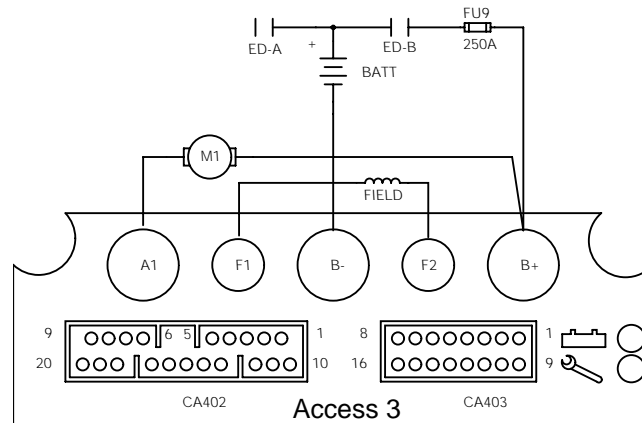 FU9
ED-A + ED-B 250A
BATT
M1
FIELD
A1 F1 B- F2 B+
9 6 5 1 8 1
20 10 16 9
CA402 Access 3 CA403